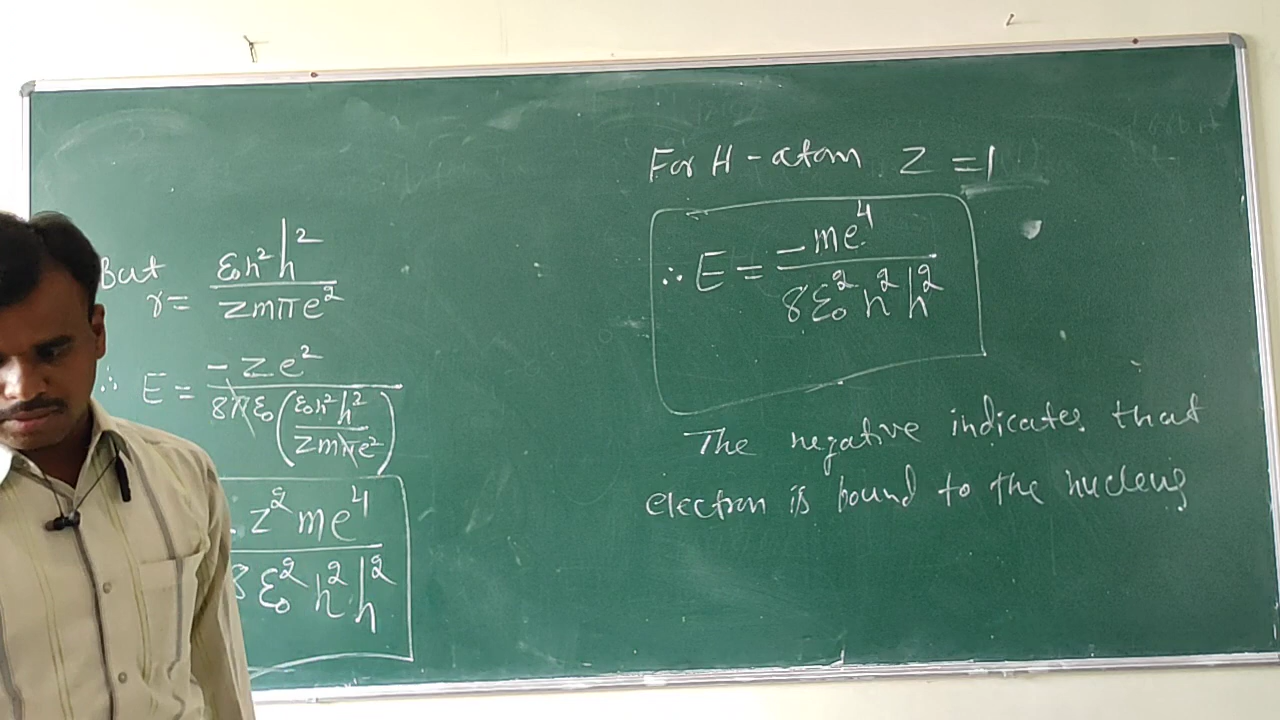 But r = ε₀n²h² / Zmπe²
∴ E = -Ze² / 8πε₀(ε₀n²h² / Zmπe²)
Z²me⁴ / 8ε₀²n²h²
For H-atom Z = 1
∴ E = -me⁴ / 8ε₀²n²h²
The negative indicates that
electron is bound to the nucleus